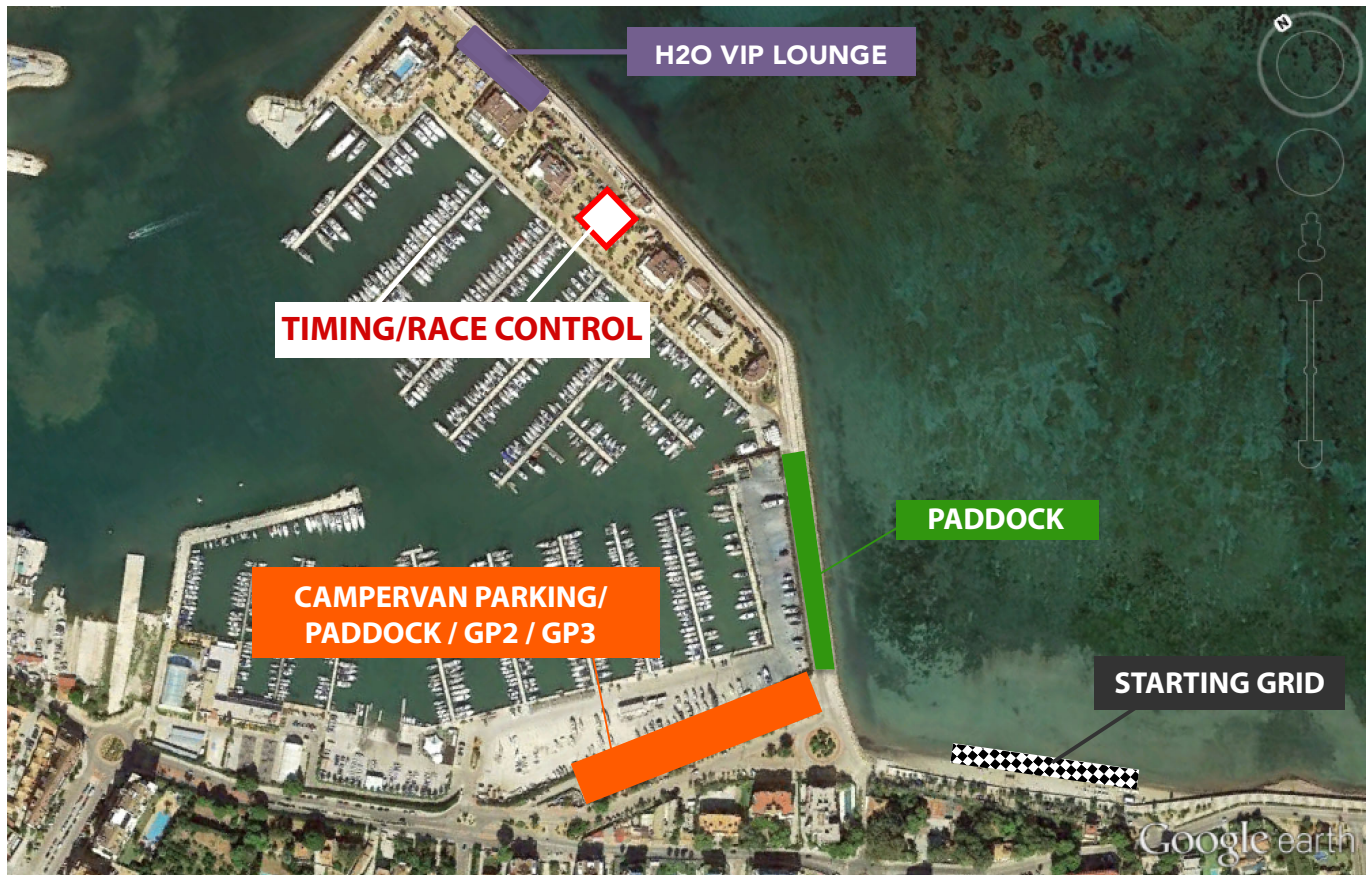 H2O VIP LOUNGE
N
TIMING/RACE CONTROL
PADDOCK
CAMPERVAN PARKING/
PADDOCK / GP2 / GP3
STARTING GRID
Google earth